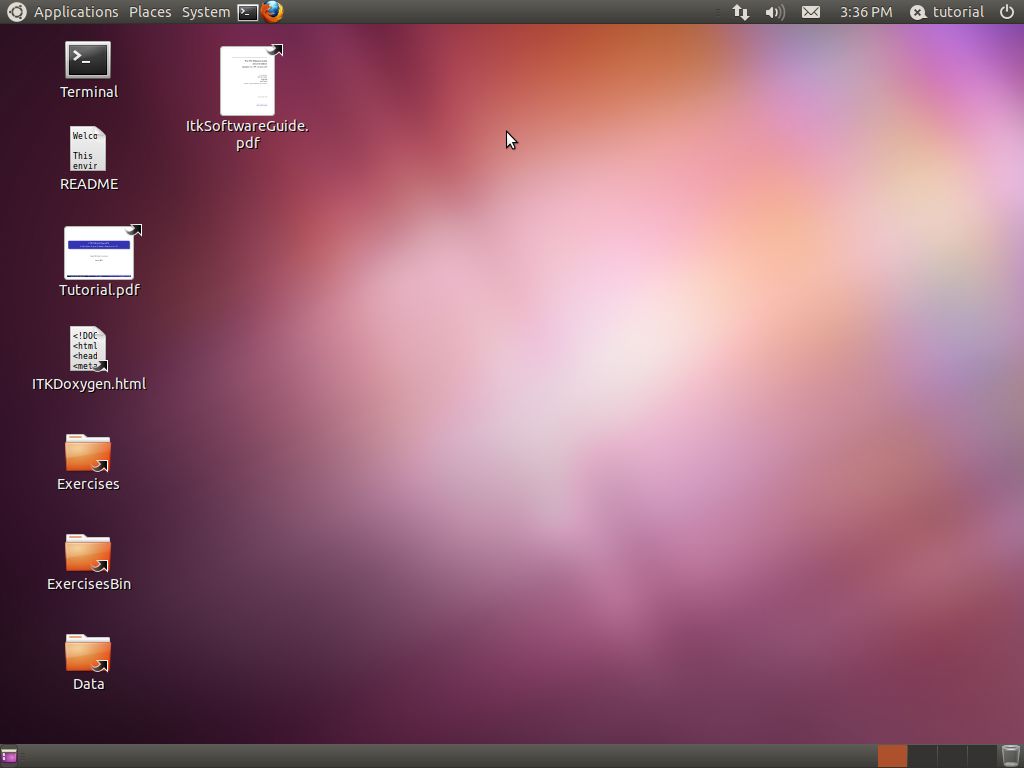 Applications Places System 3:36 PM tutorial
Terminal
ItkSoftwareGuide.
pdf
Welco
This
envir
README
Tutorial.pdf
<!DOC
<html
<head
<meta
ITKDoxygen.html
Exercises
ExercisesBin
Data